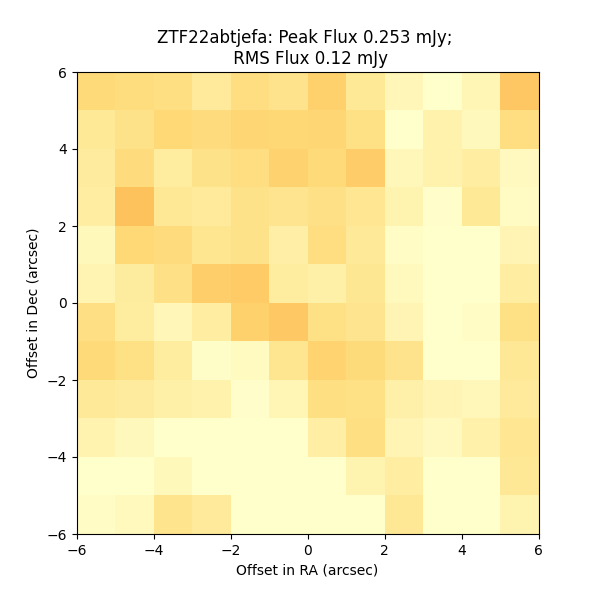 ZTF22abtjefa: Peak Flux 0.253 mJy;
RMS Flux 0.12 mJy
6
4
2
0
−2
−4
−6
Offset in Dec (arcsec)
−6 −4 −2 0 2 4 6
Offset in RA (arcsec)